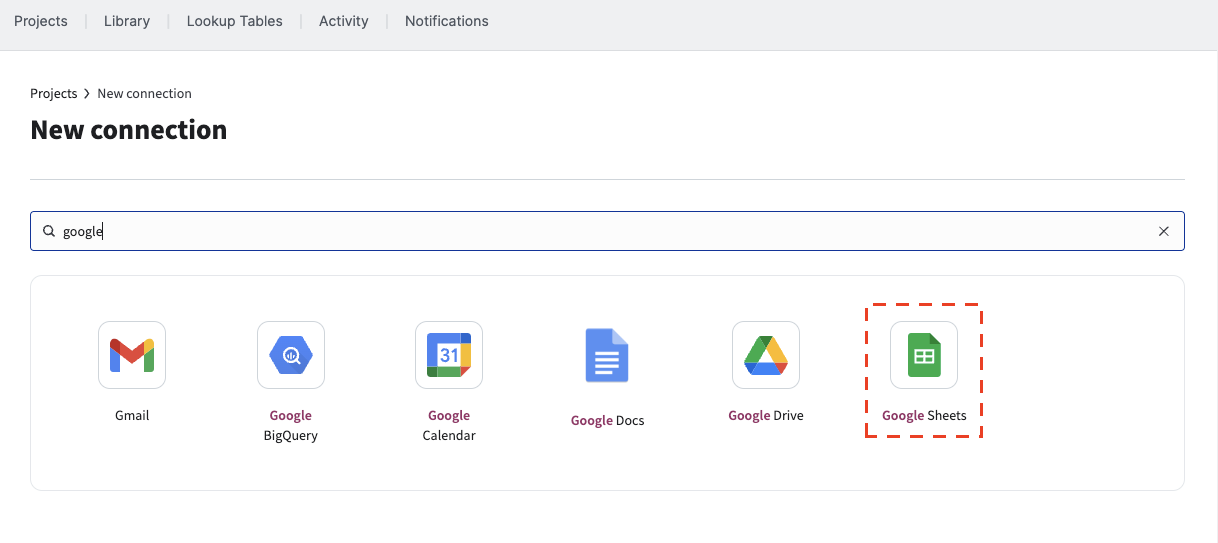 Projects Library Lookup Tables Activity Notifications
Projects > New connection
New connection
google
31
Gmail
Google BigQuery
Google Calendar
Google Docs
Google Drive
Google Sheets